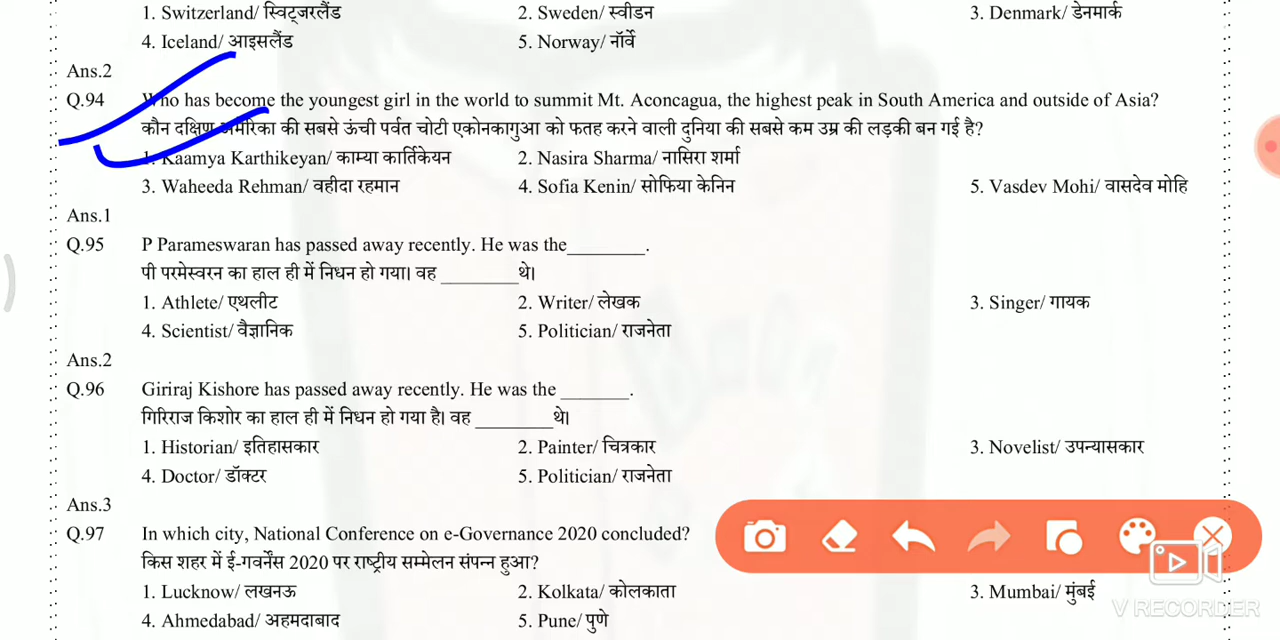 1. Switzerland/ स्विट्जरलैंड 2. Sweden/ स्वीडन 3. Denmark/ डेनमार्क
4. Iceland/ आइसलैंड 5. Norway/ नॉर्वे
Ans.2
Q.94 Who has become the youngest girl in the world to summit Mt. Aconcagua, the highest peak in South America and outside of Asia?
कौन दक्षिण अमेरिका की सबसे ऊंची पर्वत चोटी एकोनकागुआ को फतह करने वाली दुनिया की सबसे कम उम्र की लड़की बन गई है?
1. Kaamya Karthikeyan/ काम्या कार्तिकेयन 2. Nasira Sharma/ नासिरा शर्मा
3. Waheeda Rehman/ वहीदा रहमान 4. Sofia Kenin/ सोफिया केनिन 5. Vasdev Mohi/ वासदेव मोहि
Ans.1
Q.95 P Parameswaran has passed away recently. He was the________.
पी परमेस्वरन का हाल ही में निधन हो गया। वह ________थे।
1. Athlete/ एथलीट 2. Writer/ लेखक 3. Singer/ गायक
4. Scientist/ वैज्ञानिक 5. Politician/ राजनेता
Ans.2
Q.96 Giriraj Kishore has passed away recently. He was the _______.
गिरिराज किशोर का हाल ही में निधन हो गया है। वह ________थे।
1. Historian/ इतिहासकार 2. Painter/ चित्रकार 3. Novelist/ उपन्यासकार
4. Doctor/ डॉक्टर 5. Politician/ राजनेता
Ans.3
Q.97 In which city, National Conference on e-Governance 2020 concluded?
किस शहर में ई-गवर्नेंस 2020 पर राष्ट्रीय सम्मेलन संपन्न हुआ?
1. Lucknow/ लखनऊ 2. Kolkata/ कोलकाता 3. Mumbai/ मुंबई
4. Ahmedabad/ अहमदाबाद 5. Pune/ पुणे
V RECORDER